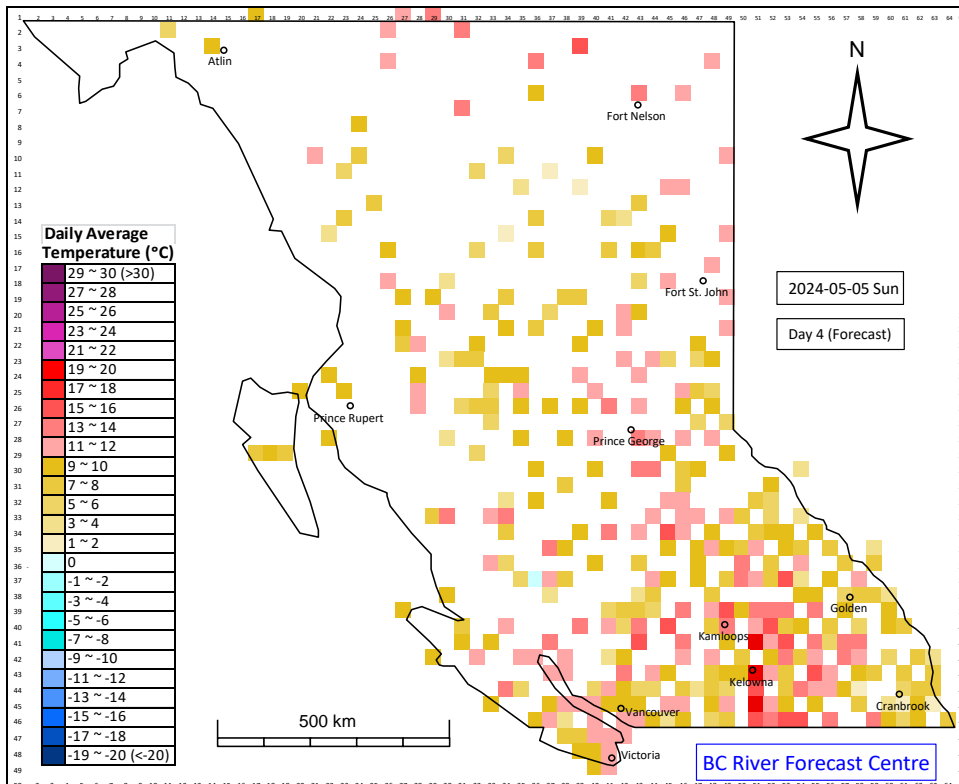 Atlin
N
Fort Nelson
Daily Average
Temperature (°C)
29 ~ 30 (>30)
27 ~ 28
25 ~ 26
23 ~ 24
21 ~ 22
19 ~ 20
17 ~ 18
15 ~ 16
13 ~ 14
11 ~ 12
9 ~ 10
7 ~ 8
5 ~ 6
3 ~ 4
1 ~ 2
0
-1 ~ -2
-3 ~ -4
-5 ~ -6
-7 ~ -8
-9 ~ -10
-11 ~ -12
-13 ~ -14
-15 ~ -16
-17 ~ -18
-19 ~ -20 (<-20)
Fort St. John
2024-05-05 Sun
Day 4 (Forecast)
Prince Rupert
Prince George
Golden
Kamloops
Kelowna
Cranbrook
Vancouver
500 km
Victoria
BC River Forecast Centre